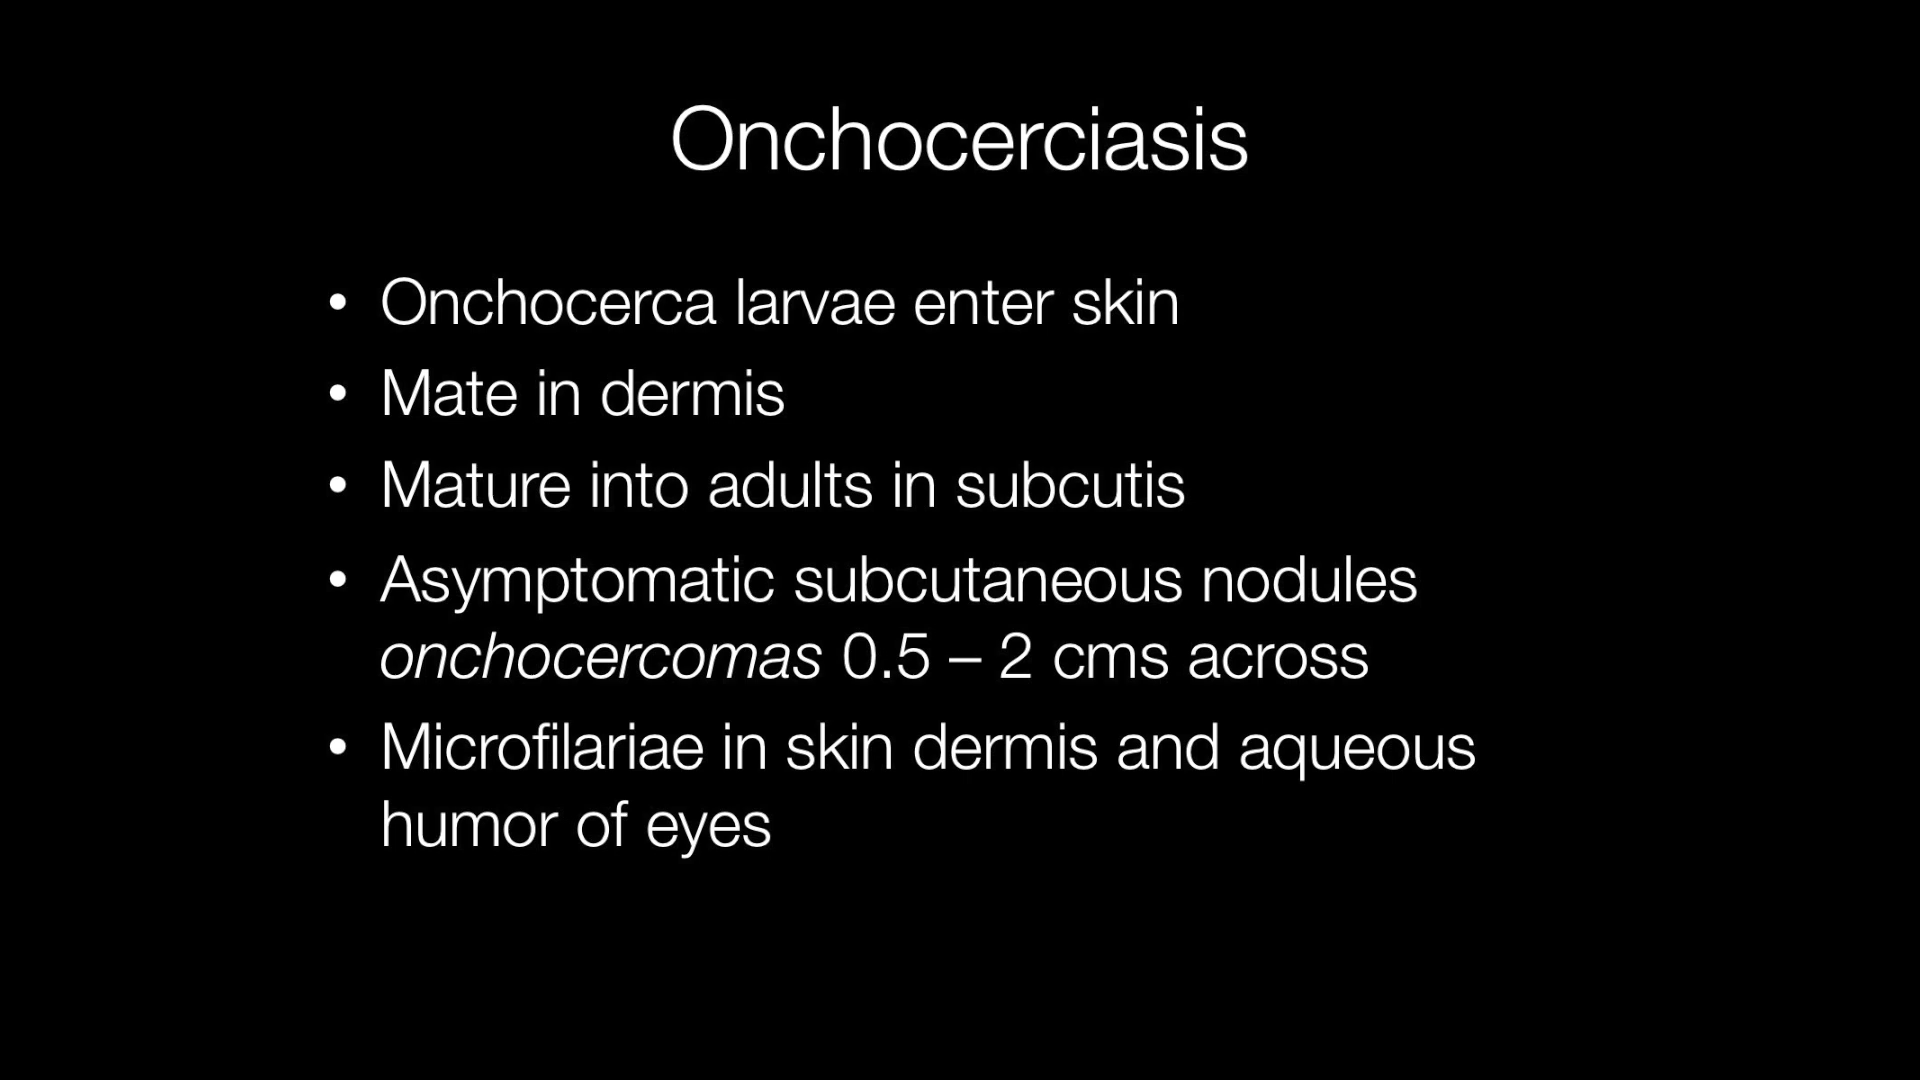 Onchocerciasis
• Onchocerca larvae enter skin
• Mate in dermis
• Mature into adults in subcutis
• Asymptomatic subcutaneous nodules
onchocercomas 0.5 – 2 cms across
• Microfilariae in skin dermis and aqueous
humor of eyes